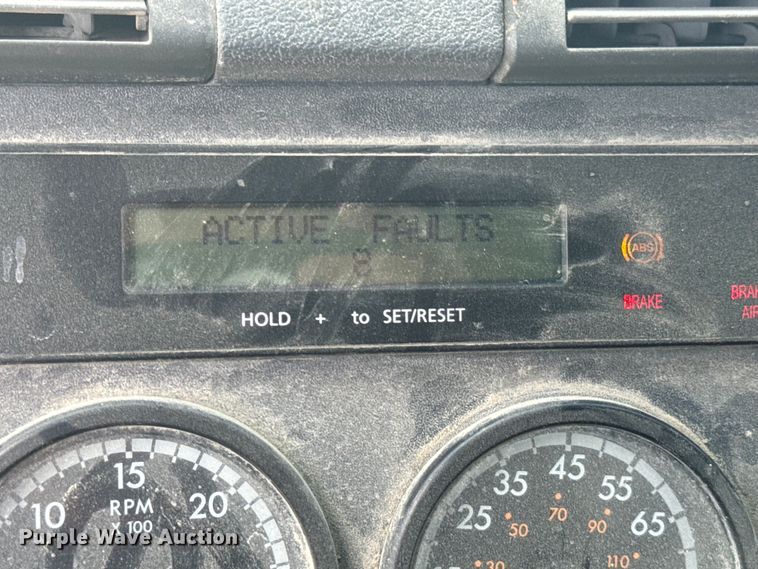 ACTIVE FAULTS
8
HOLD + to SET/RESET
ABS
BRAKE
BRAK
AIR
10 15 20
RPM
X 100
25 35 45 55 65
50 70 90
30 110
Purple Wave Auction